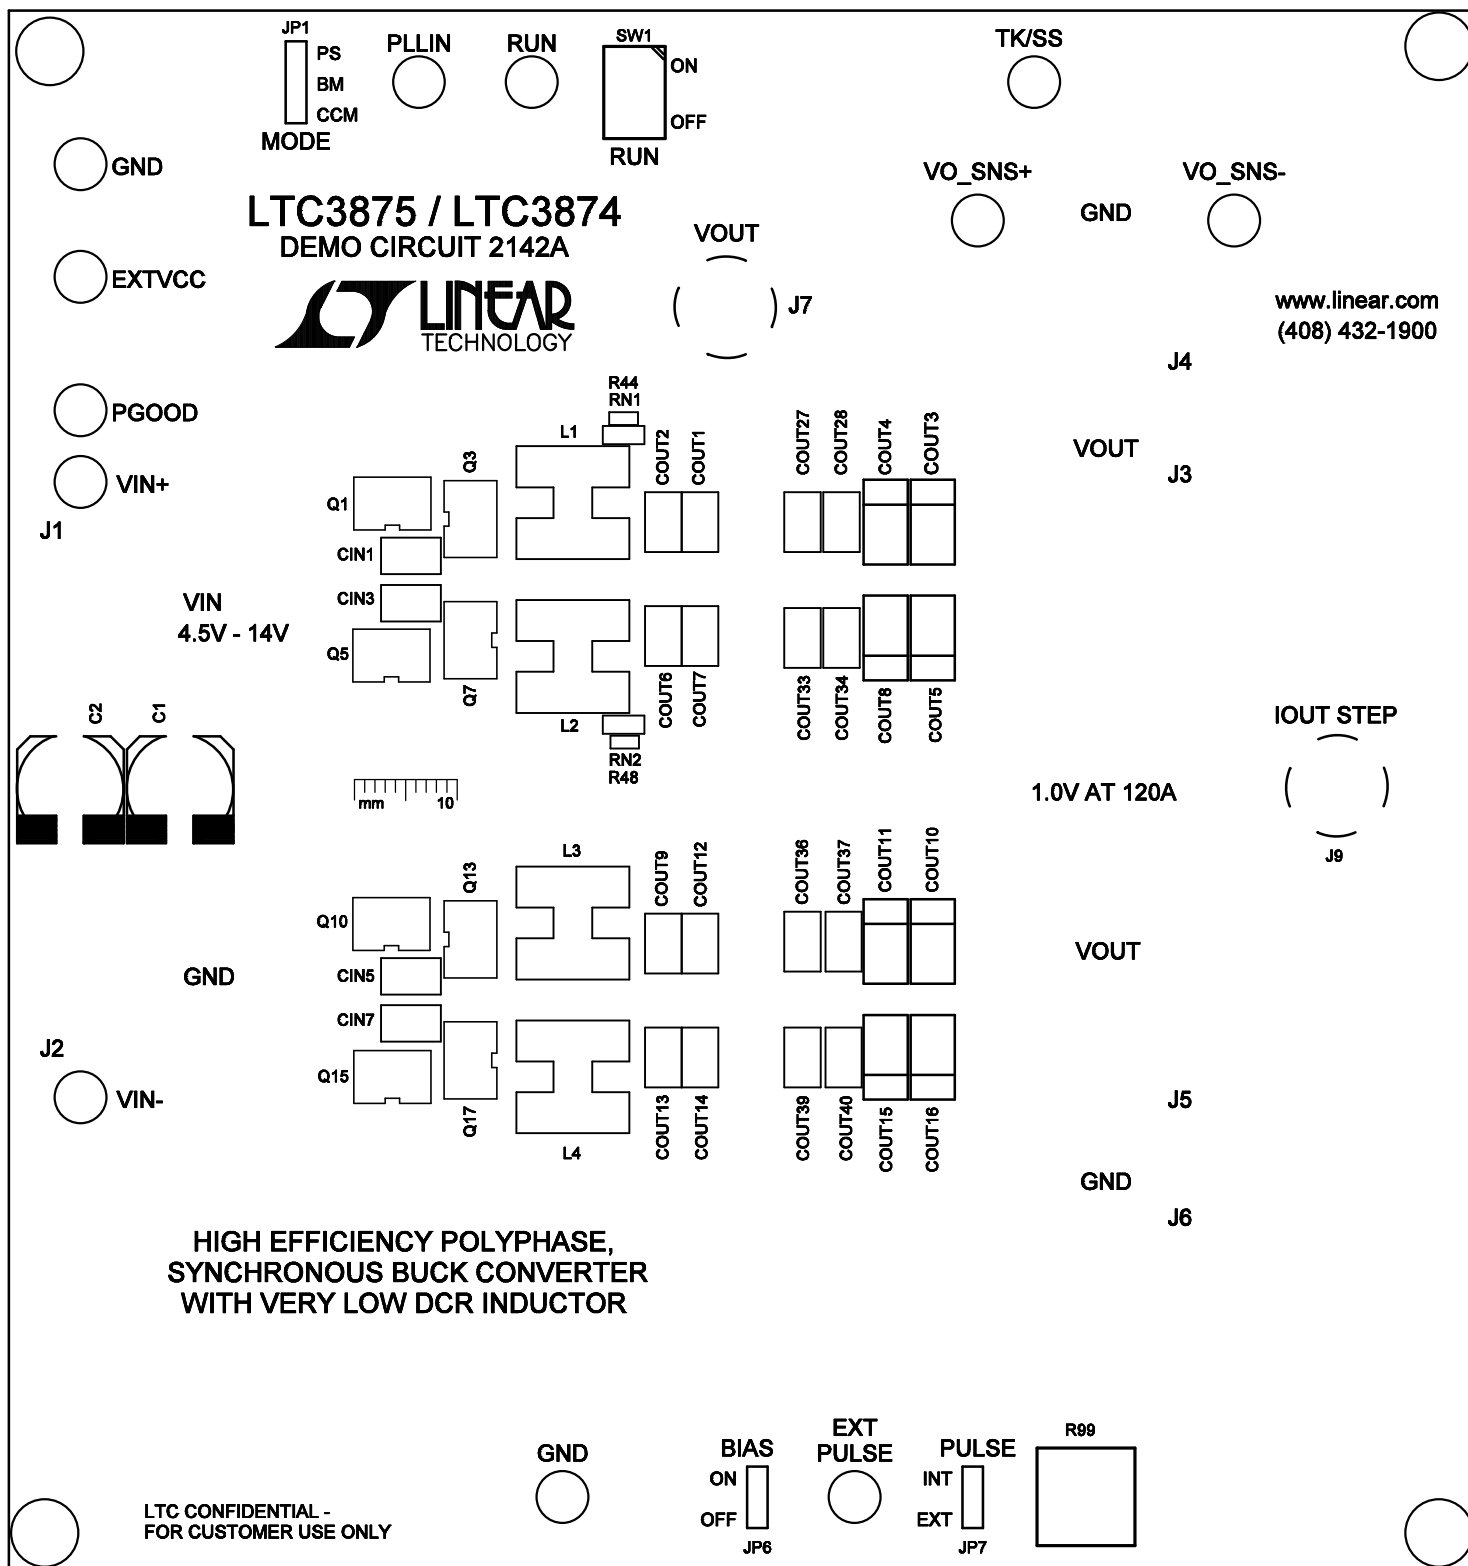 JP1
PS
BM
CCM
MODE
PLLIN
RUN
SW1
ON
OFF
RUN
TK/SS
GND
VO_SNS+
GND
VO_SNS-
LTC3875 / LTC3874
DEMO CIRCUIT 2142A
LINEAR
TECHNOLOGY
EXTVCC
VOUT
J7
www.linear.com
(408) 432-1900
J4
PGOOD
VIN+
J1
R44
RN1
L1
Q3
Q1
CIN1
COUT2
COUT1
COUT27
COUT28
COUT4
COUT3
VOUT
J3
VIN
4.5V - 14V
CIN3
Q5
Q7
L2
RN2
R48
COUT6
COUT7
COUT33
COUT34
COUT8
COUT5
C2
C1
IOUT STEP
J9
mm
10
1.0V AT 120A
L3
Q13
Q10
CIN5
COUT9
COUT12
COUT36
COUT37
COUT11
COUT10
VOUT
GND
CIN7
Q15
Q17
L4
COUT13
COUT14
COUT39
COUT40
COUT15
COUT16
J2
VIN-
J5
GND
J6
HIGH EFFICIENCY POLYPHASE,
SYNCHRONOUS BUCK CONVERTER
WITH VERY LOW DCR INDUCTOR
GND
BIAS
ON
OFF
JP6
EXT
PULSE
PULSE
INT
EXT
JP7
R99
LTC CONFIDENTIAL -
FOR CUSTOMER USE ONLY